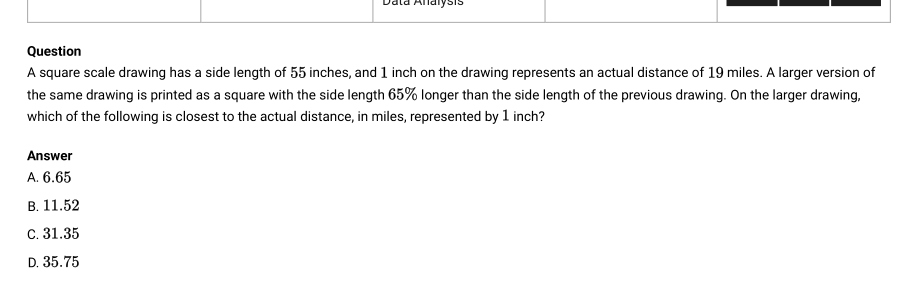 Data Analysis
Question
A square scale drawing has a side length of 55 inches, and 1 inch on the drawing represents an actual distance of 19 miles. A larger version of
the same drawing is printed as a square with the side length 65% longer than the side length of the previous drawing. On the larger drawing,
which of the following is closest to the actual distance, in miles, represented by 1 inch?
Answer
A. 6.65
B. 11.52
C. 31.35
D. 35.75